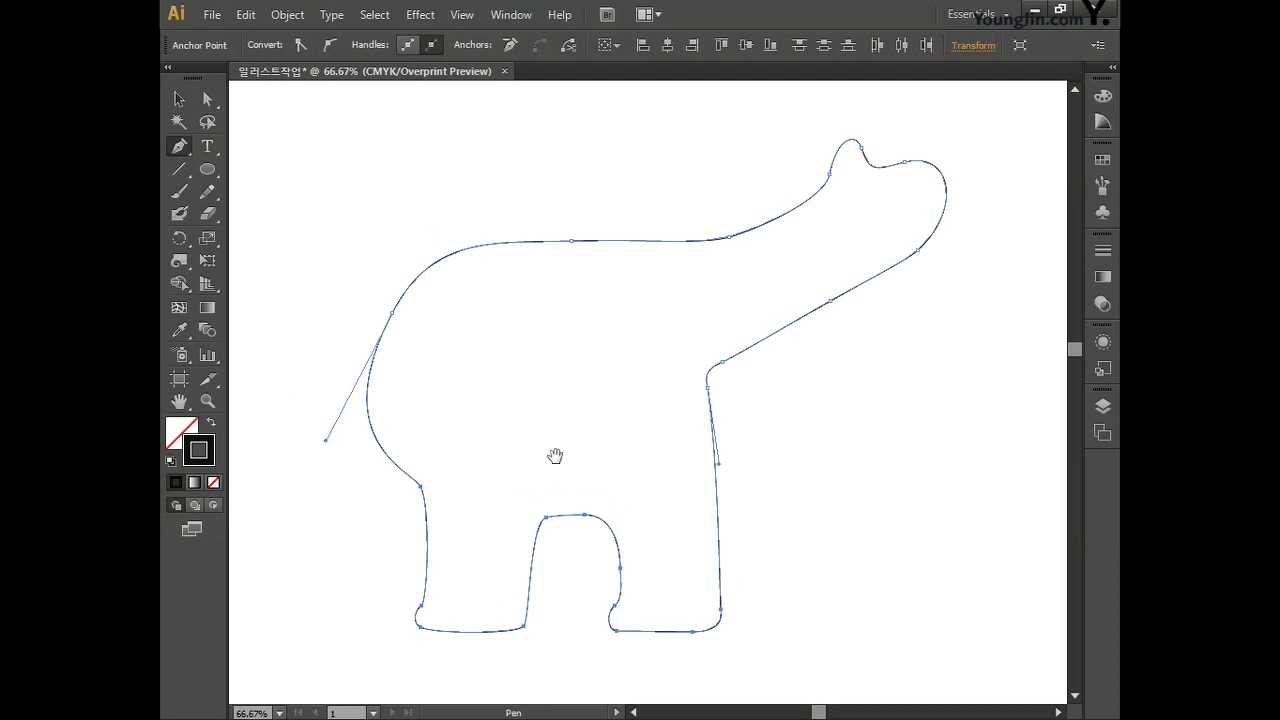 Ai File Edit Object Type Select Effect View Window Help Br Essentials
YoungJin.com Y.
Anchor Point Convert: Handles: Anchors: Transform
일러스트작업* @ 66.67% (CMYK/Overprint Preview) ×
T
66.67% 1 Pen